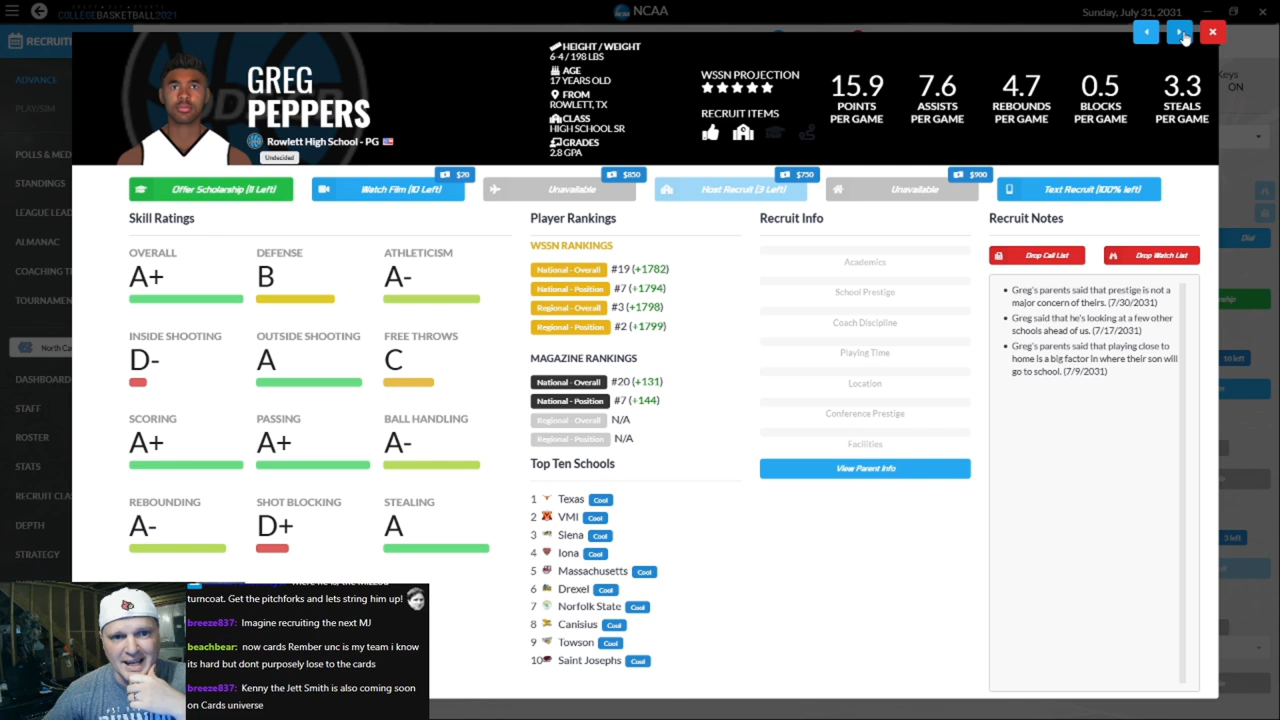 COLLEGE BASKETBALL 2021
NCAA
Sunday, July 31, 2031
RECRUITI
ADVANCE
PLAY/SIM
POLLS & MED
STANDINGS
LEAGUE LEAD
ALMANAC
COACHING T
TOURNAMEN
North Ca
DASHBOARD
STAFF
ROSTER
STATS
RECRUIT CLA
DEPTH
STRATEGY
GREG
PEPPERS
Rowlett High School - PG
Undecided
HEIGHT / WEIGHT
6-4 / 198 LBS
AGE
17 YEARS OLD
FROM
ROWLETT, TX
CLASS
HIGH SCHOOL SR
GRADES
2.8 GPA
WSSN PROJECTION
RECRUIT ITEMS
15.9 POINTS PER GAME
7.6 ASSISTS PER GAME
4.7 REBOUNDS PER GAME
0.5 BLOCKS PER GAME
3.3 STEALS PER GAME
Offer Scholarship (11 Left)
$20
Watch Film (10 Left)
$850
Unavailable
$750
Host Recruit (3 Left)
$900
Unavailable
Text Recruit (100% left)
Skill Ratings
OVERALL DEFENSE ATHLETICISM
A+ B A-
INSIDE SHOOTING OUTSIDE SHOOTING FREE THROWS
D- A C
SCORING PASSING BALL HANDLING
A+ A+ A-
REBOUNDING SHOT BLOCKING STEALING
A- D+ A
Player Rankings
WSSN RANKINGS
National - Overall #19 (+1782)
National - Position #7 (+1794)
Regional - Overall #3 (+1798)
Regional - Position #2 (+1799)
MAGAZINE RANKINGS
National - Overall #20 (+131)
National - Position #7 (+144)
Regional - Overall N/A
Regional - Position N/A
Top Ten Schools
1 Texas Cool
2 VMI Cool
3 Siena Cool
4 Iona Cool
5 Massachusetts Cool
6 Drexel Cool
7 Norfolk State Cool
8 Canisius Cool
9 Towson Cool
10 Saint Josephs Cool
Recruit Info
Academics
School Prestige
Coach Discipline
Playing Time
Location
Conference Prestige
Facilities
View Parent Info
Recruit Notes
Drop Call List
Drop Watch List
Greg's parents said that prestige is not a
major concern of theirs. (7/30/2031)
Greg said that he's looking at a few other
schools ahead of us. (7/17/2031)
Greg's parents said that playing close to
home is a big factor in where their son will
go to school. (7/9/2031)
Keys
ON
Dial
10 left
3 left
turncoat. Get the pitchforks and lets string him up!
breeze837: Imagine recruiting the next MJ
beachbear: now cards Rember unc is my team i know
its hard but dont purposely lose to the cards
breeze837: Kenny the Jett Smith is also coming soon
on Cards universe